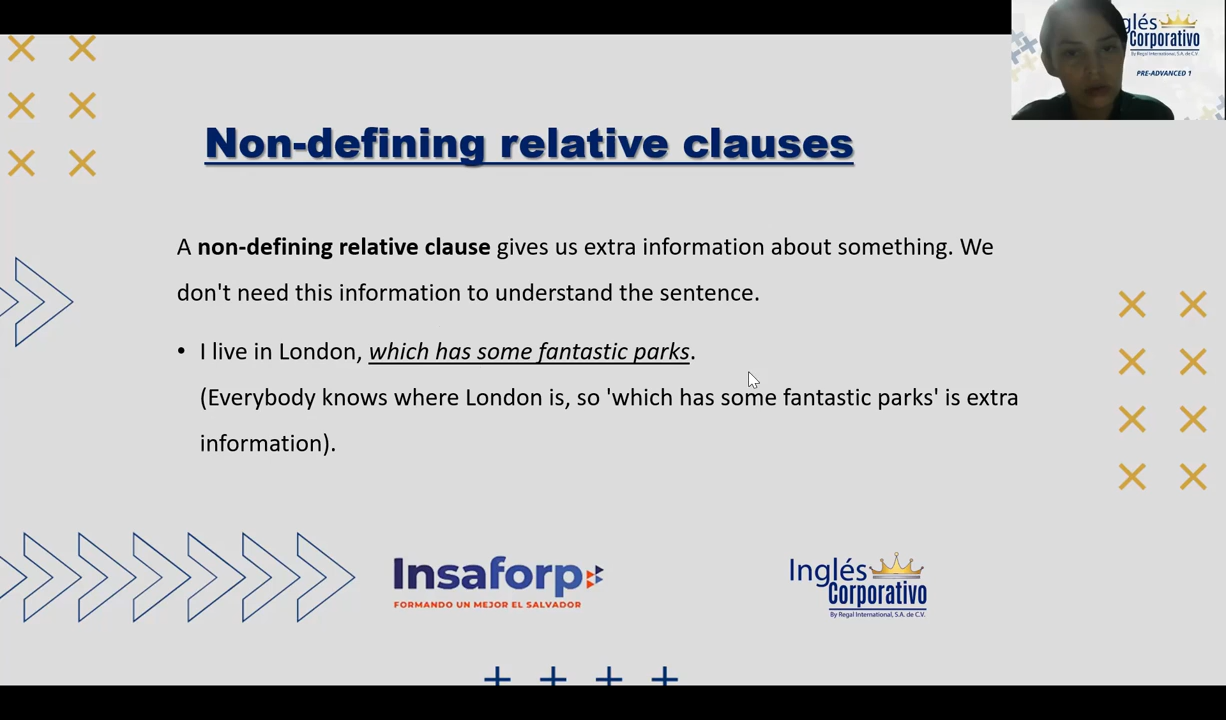 glés
Corporativo
By Regal International, S.A. de C.V.
PRE-ADVANCED 1
Non-defining relative clauses
A non-defining relative clause gives us extra information about something. We
don't need this information to understand the sentence.
• I live in London, which has some fantastic parks.
(Everybody knows where London is, so 'which has some fantastic parks' is extra
information).
Insaforp
FORMANDO UN MEJOR EL SALVADOR
Inglés
Corporativo
By Regal International, S.A. de C.V.